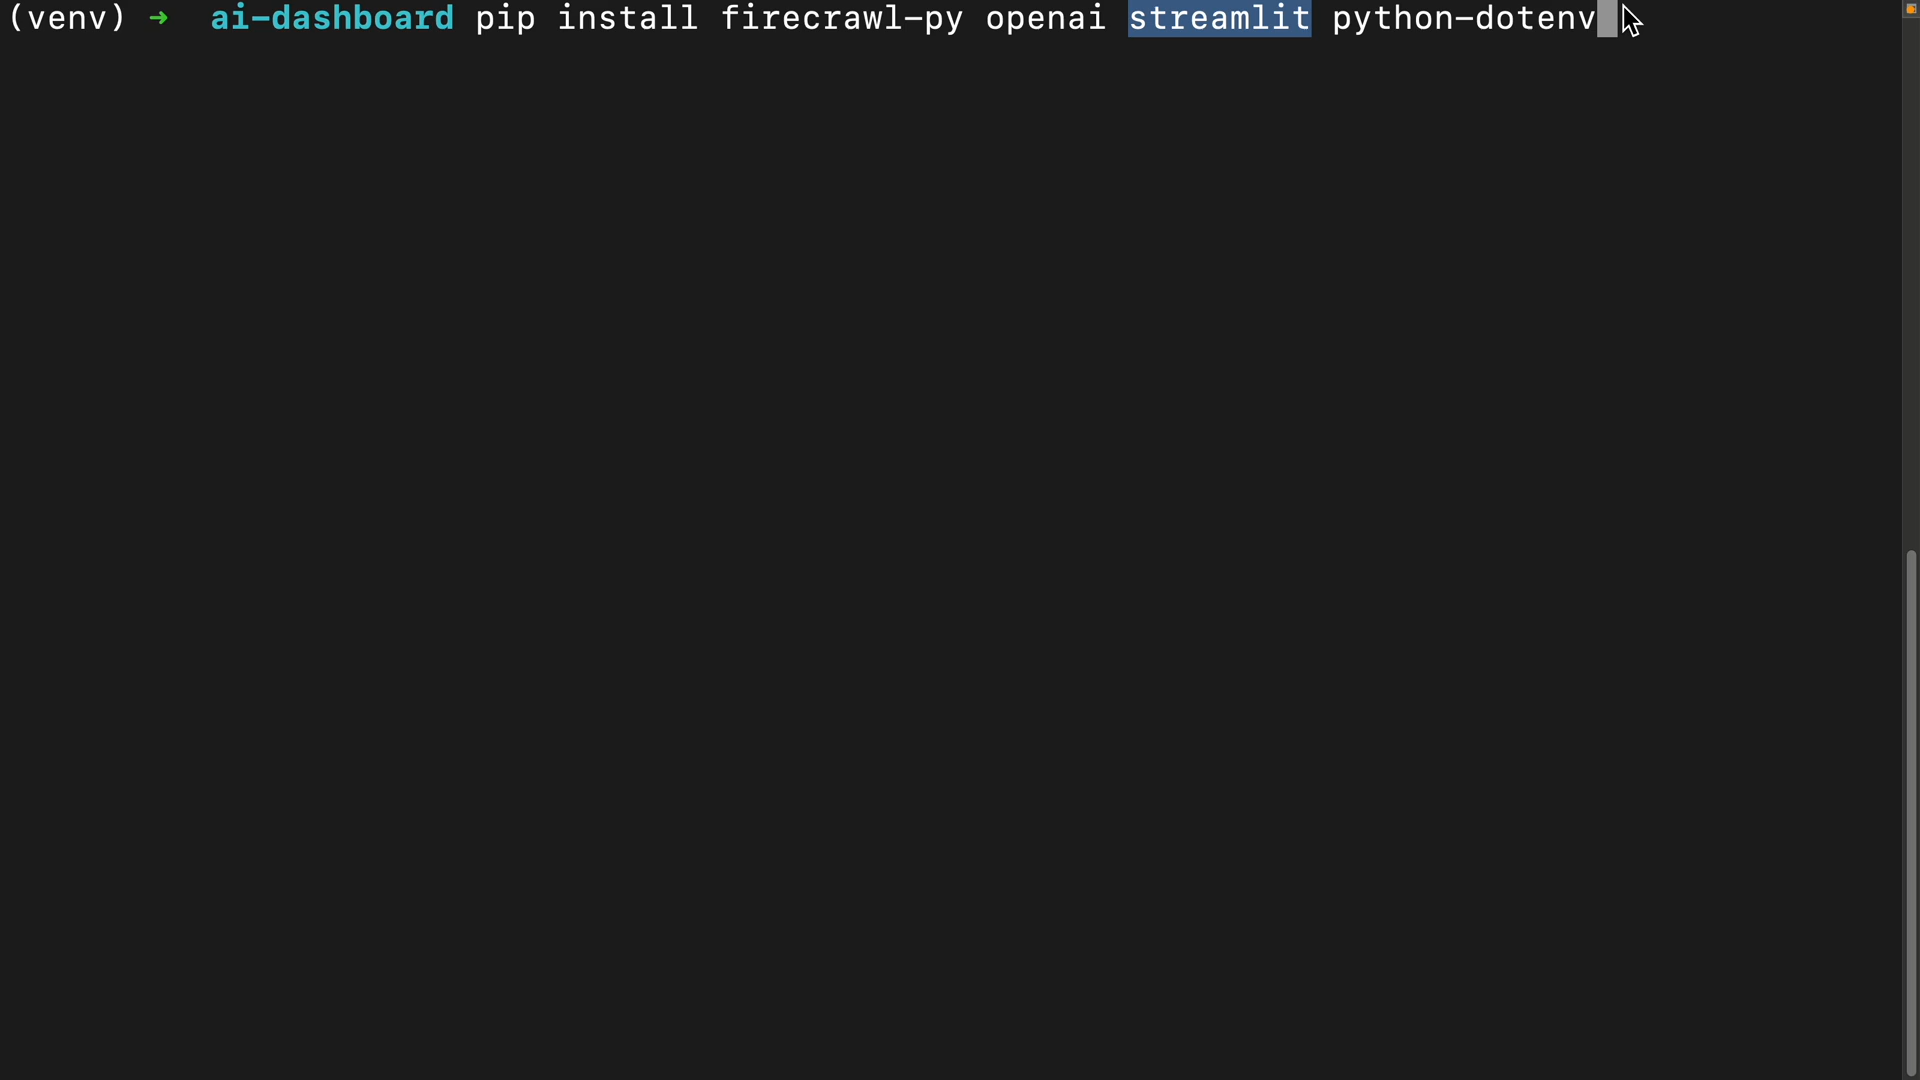 (venv) ➜ ai-dashboard pip install firecrawl-py openai streamlit python-dotenv